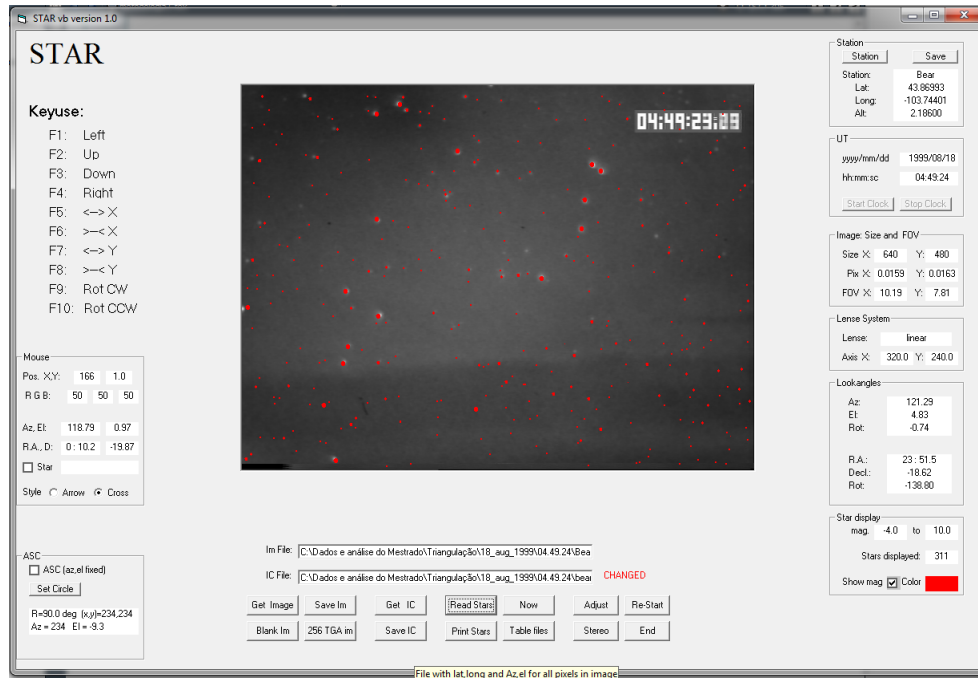 STAR vb version 1.0
STAR
Keyuse:
F1: Left
F2: Up
F3: Down
F4: Right
F5: <-> X
F6: >-< X
F7: <-> Y
F8: >-< Y
F9: Rot CW
F10: Rot CCW
Mouse
Pos. X,Y: 166 1.0
R G B: 50 50 50
Az, El: 118.79 0.97
R.A., D: 0 : 10.2 -19.87
Star
Style Arrow Cross
ASC
ASC (az,el fixed)
Set Circle
R=90.0 deg (x,y)=234,234
Az = 234 El = -9.3
04:49:23.09
Im File: C:\Dados e análise do Mestrado\Triangulação\18_aug_1999\04.49.24\Bea
IC File: C:\Dados e análise do Mestrado\Triangulação\18_aug_1999\04.49.24\bear
CHANGED
Get Image Save Im Get IC Read Stars Now Adjust Re-Start
Blank Im 256 TGA im Save IC Print Stars Table files Stereo End
File with lat,long and Az,el for all pixels in image
Station
Station Save
Station: Bear
Lat: 43.86993
Long: -103.74401
Alt: 2.18600
UT
yyyy/mm/dd 1999/08/18
hh:mm:sc 04:49:24
Start Clock Stop Clock
Image: Size and FOV
Size X: 640 Y: 480
Pix X: 0.0159 Y: 0.0163
FOV X: 10.19 Y: 7.81
Lense System
Lense: linear
Axis X: 320.0 Y: 240.0
Lookangles
Az: 121.29
El: 4.83
Rot: -0.74
R.A.: 23 : 51.5
Decl.: -18.62
Rot: -138.80
Star display
mag. -4.0 to 10.0
Stars displayed: 311
Show mag Color